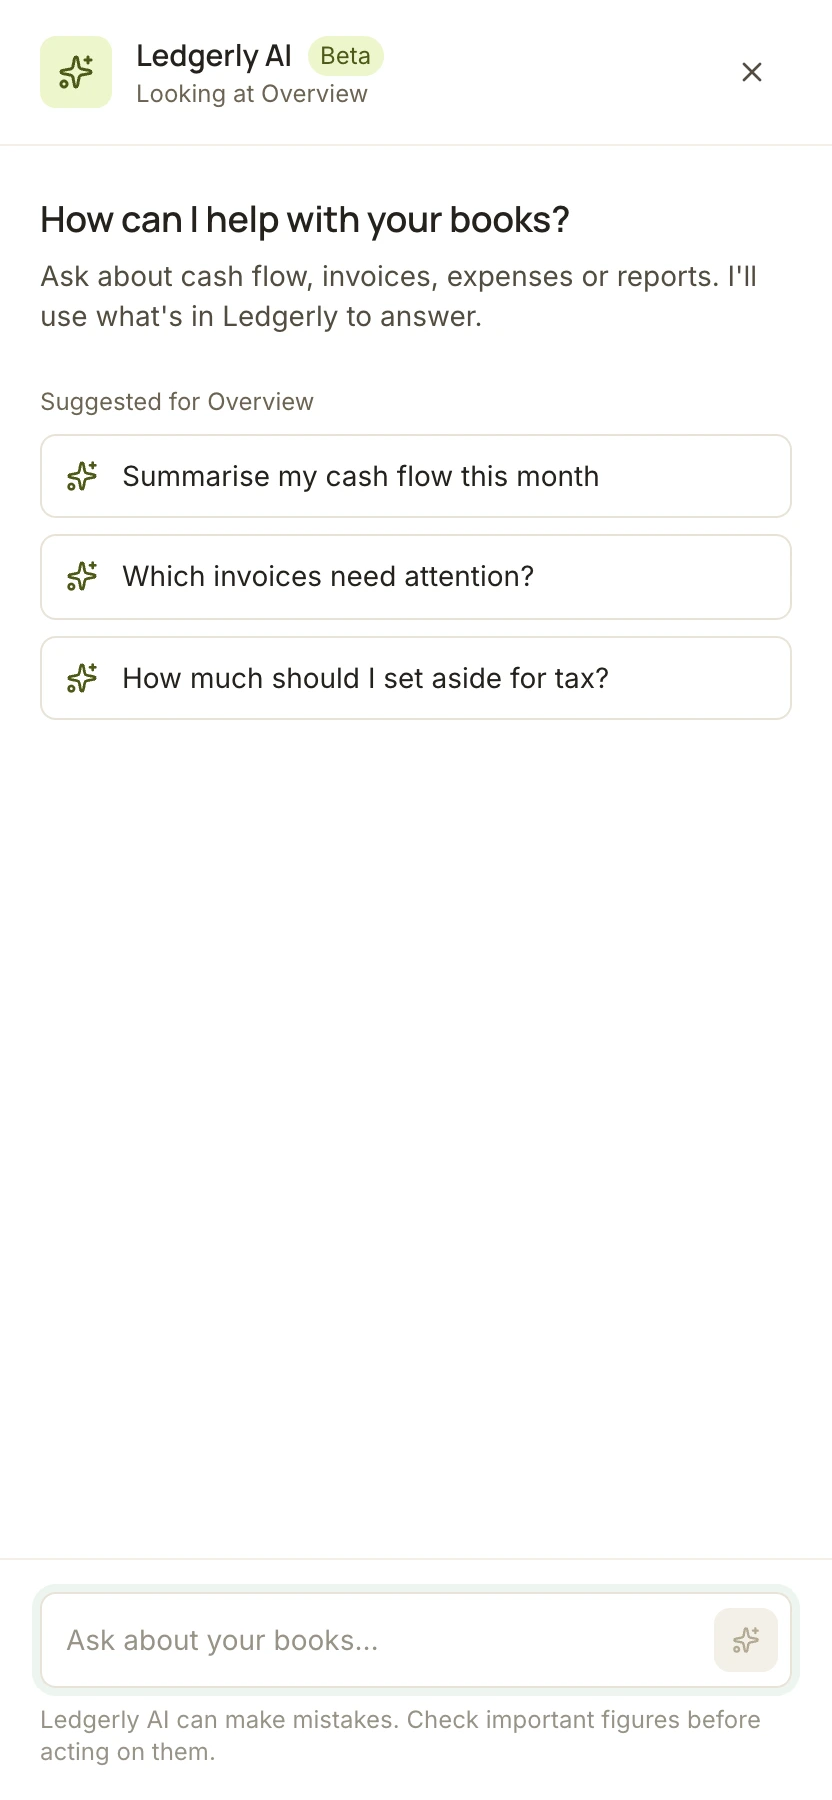 Ledgerly AI Beta
Looking at Overview
How can I help with your books?
Ask about cash flow, invoices, expenses or reports. I'll
use what's in Ledgerly to answer.
Suggested for Overview
Summarise my cash flow this month
Which invoices need attention?
How much should I set aside for tax?
Ask about your books...
Ledgerly AI can make mistakes. Check important figures before
acting on them.